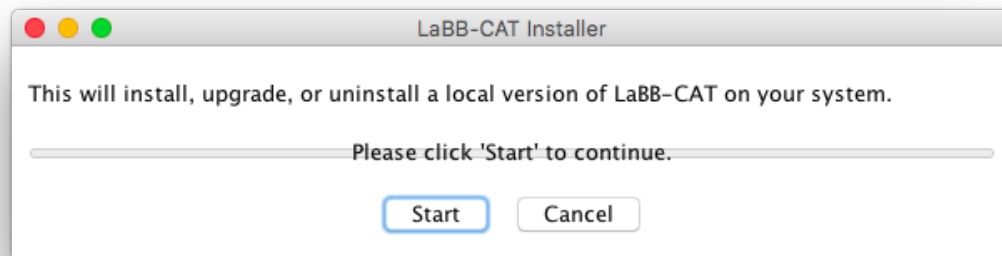 LaBB-CAT Installer
This will install, upgrade, or uninstall a local version of LaBB-CAT on your system.
Please click 'Start' to continue.
Start Cancel